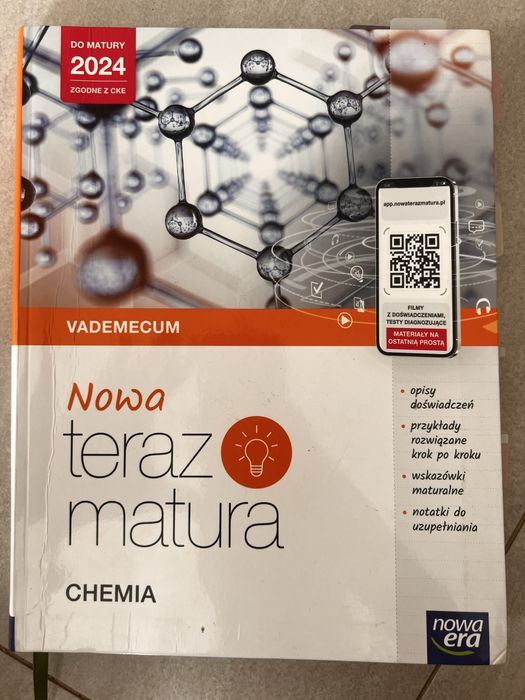 DO MATURY
2024
ZGODNE Z CKE
app.nowaterazmatura.pl
FILMY
Z DOŚWIADCZENIAMI,
TESTY DIAGNOZUJĄCE
MATERIAŁY NA
OSTATNIĄ PROSTĄ
VADEMECUM
Nowa
teraz
matura
CHEMIA
• opisy
doświadczeń
• przykłady
rozwiązane
krok po kroku
• wskazówki
maturalne
• notatki do
uzupełniania
nowa
era